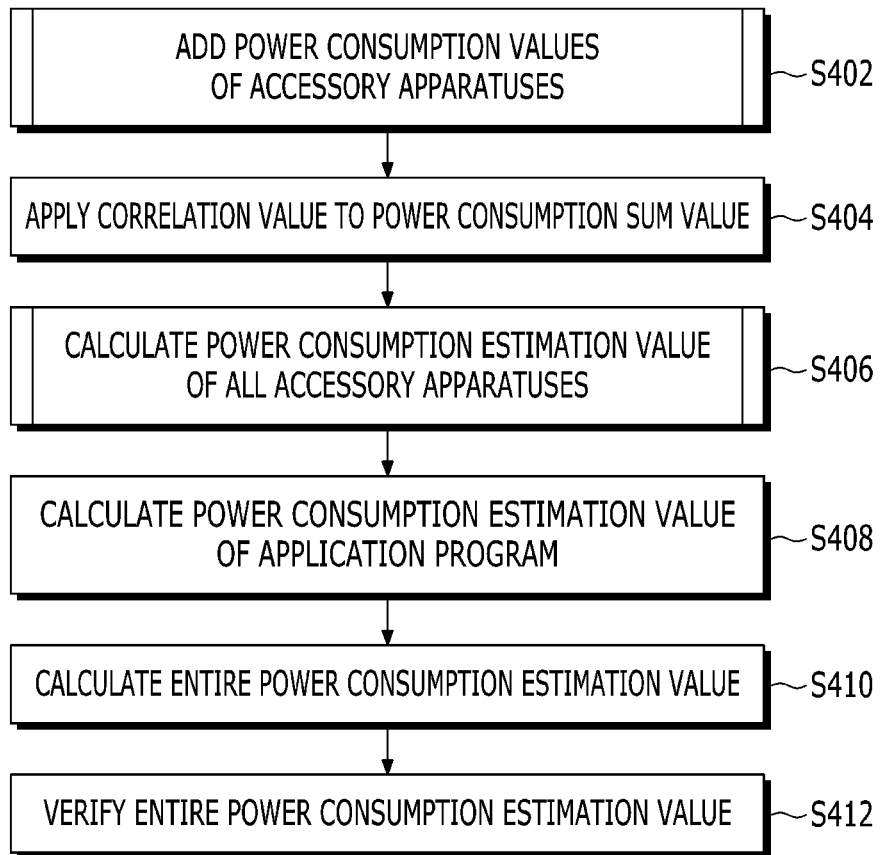 ADD POWER CONSUMPTION VALUES
OF ACCESSORY APPARATUSES
S402
APPLY CORRELATION VALUE TO POWER CONSUMPTION SUM VALUE
S404
CALCULATE POWER CONSUMPTION ESTIMATION VALUE
OF ALL ACCESSORY APPARATUSES
S406
CALCULATE POWER CONSUMPTION ESTIMATION VALUE
OF APPLICATION PROGRAM
S408
CALCULATE ENTIRE POWER CONSUMPTION ESTIMATION VALUE
S410
VERIFY ENTIRE POWER CONSUMPTION ESTIMATION VALUE
S412